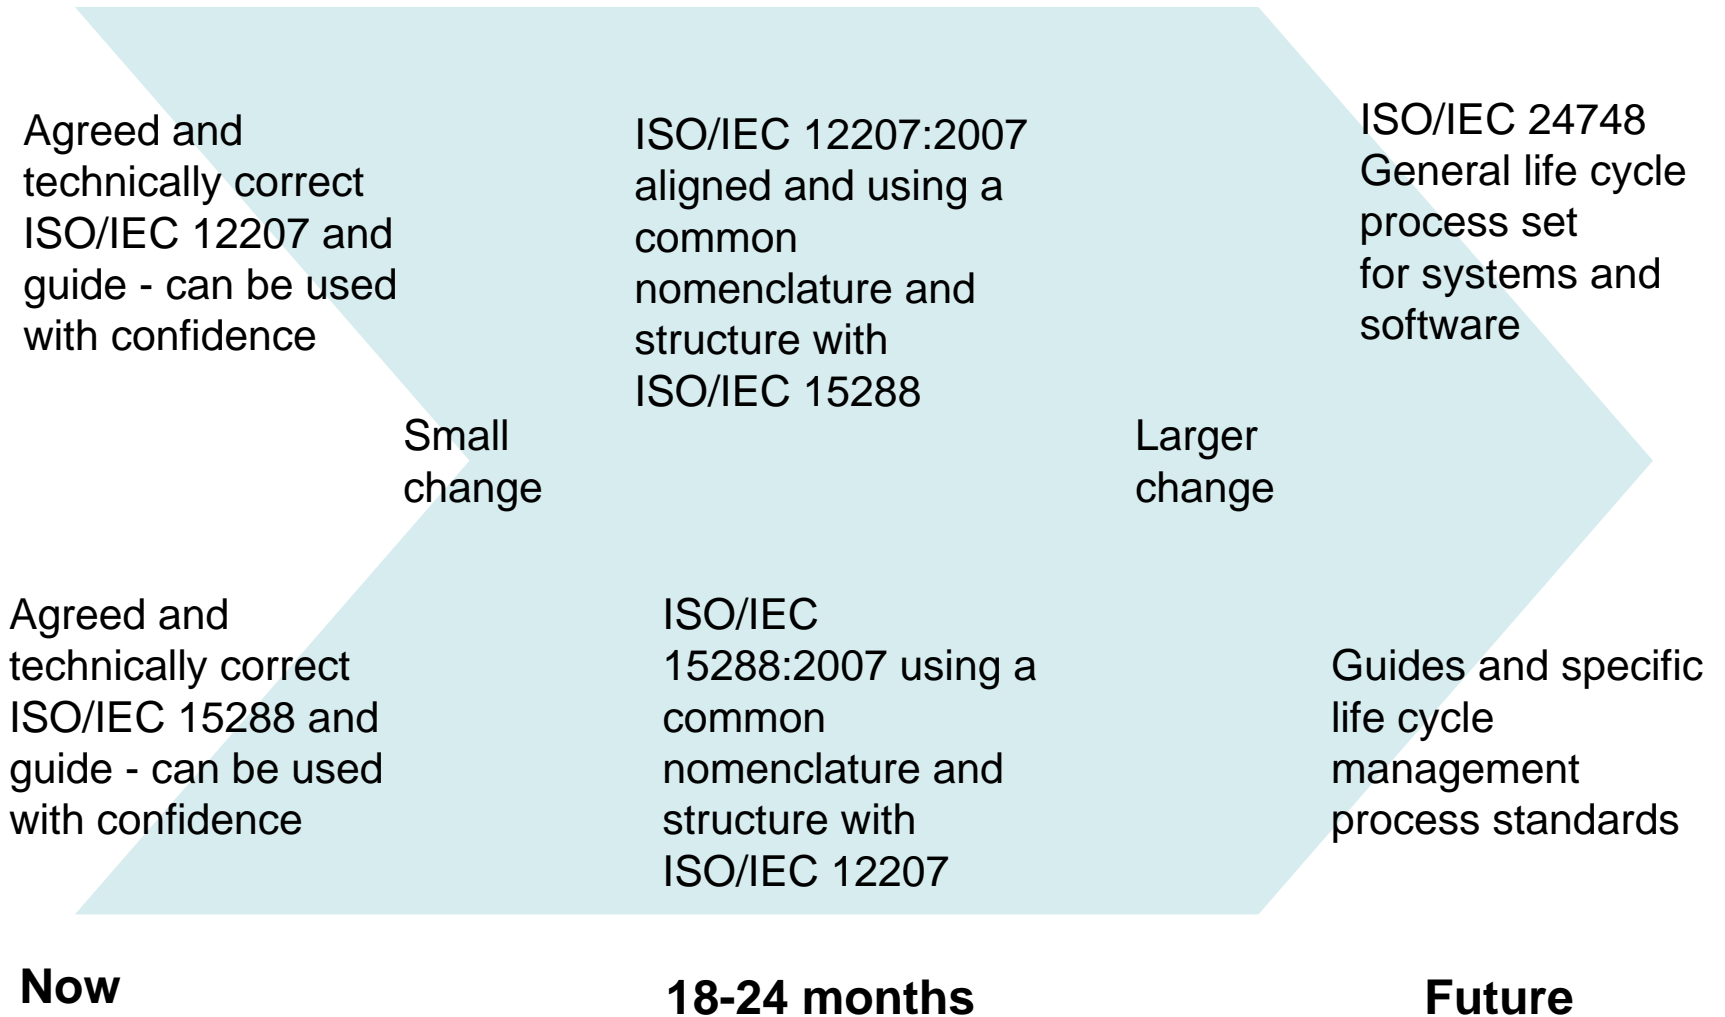 Agreed and
technically correct
ISO/IEC 12207 and
guide - can be used
with confidence
ISO/IEC 12207:2007
aligned and using a
common
nomenclature and
structure with
ISO/IEC 15288
ISO/IEC 24748
General life cycle
process set
for systems and
software
Small
change
Larger
change
Agreed and
technically correct
ISO/IEC 15288 and
guide - can be used
with confidence
ISO/IEC
15288:2007 using a
common
nomenclature and
structure with
ISO/IEC 12207
Guides and specific
life cycle
management
process standards
Now
18-24 months
Future